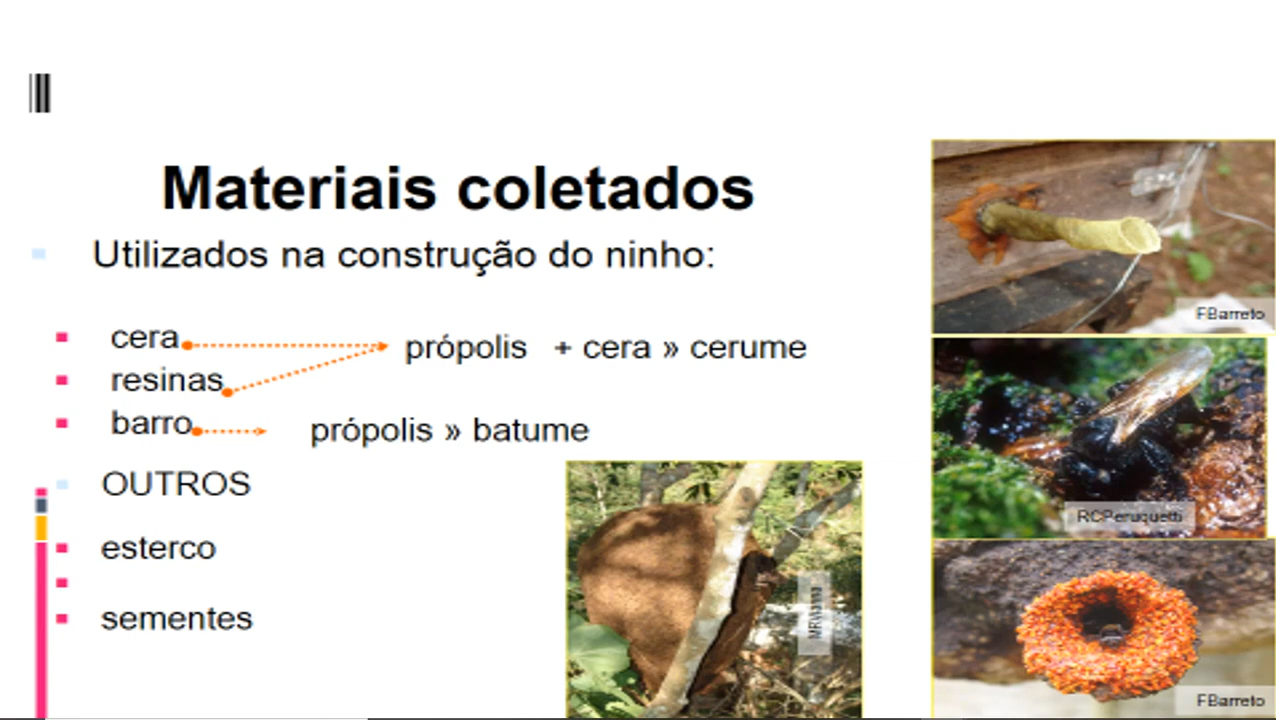 Materiais coletados
Utilizados na construção do ninho:
cera
própolis + cera » cerume
resinas
barro
própolis » batume
OUTROS
esterco
sementes
FBarreto
RCPeruquetti
FBarreto